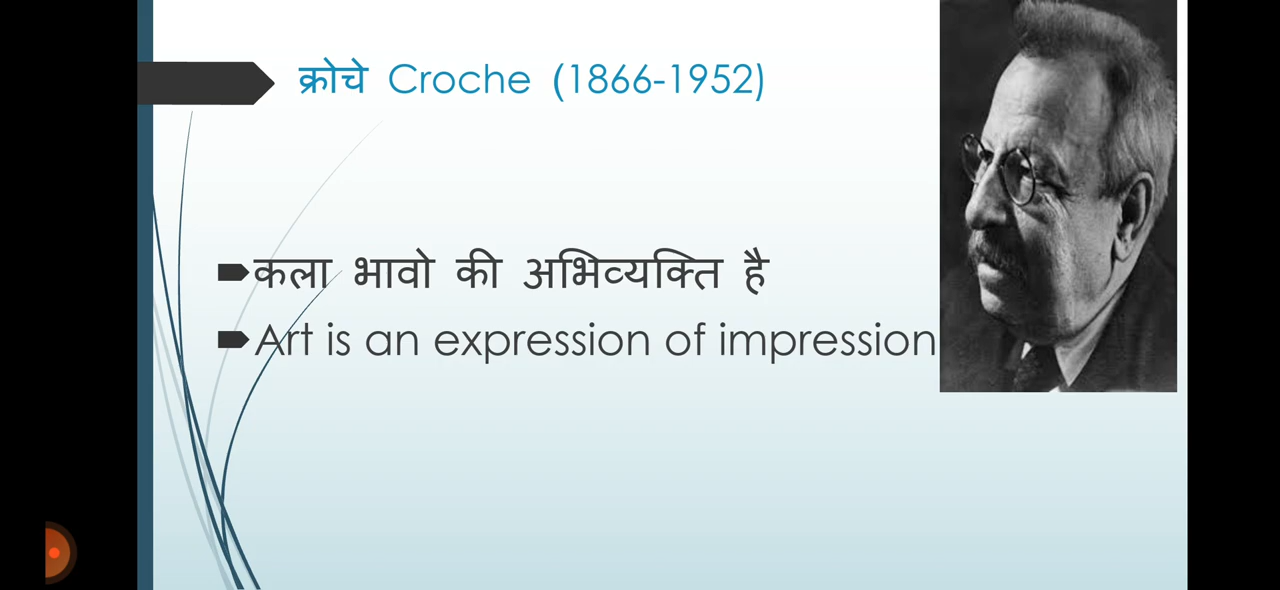 क्रोचे Croche (1866-1952)
कला भावो की अभिव्यक्ति है
Art is an expression of impression